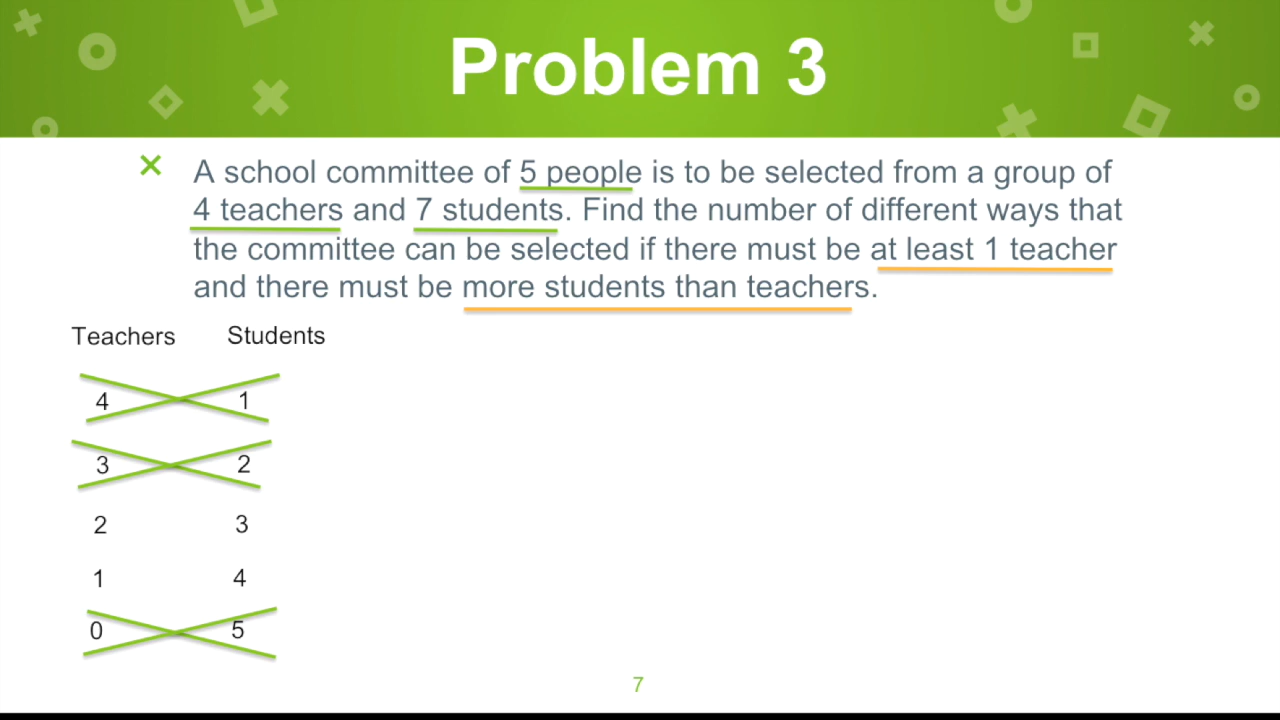 Problem 3
A school committee of 5 people is to be selected from a group of
4 teachers and 7 students. Find the number of different ways that
the committee can be selected if there must be at least 1 teacher
and there must be more students than teachers.
Teachers Students
4 1
3 2
2 3
1 4
0 5
7